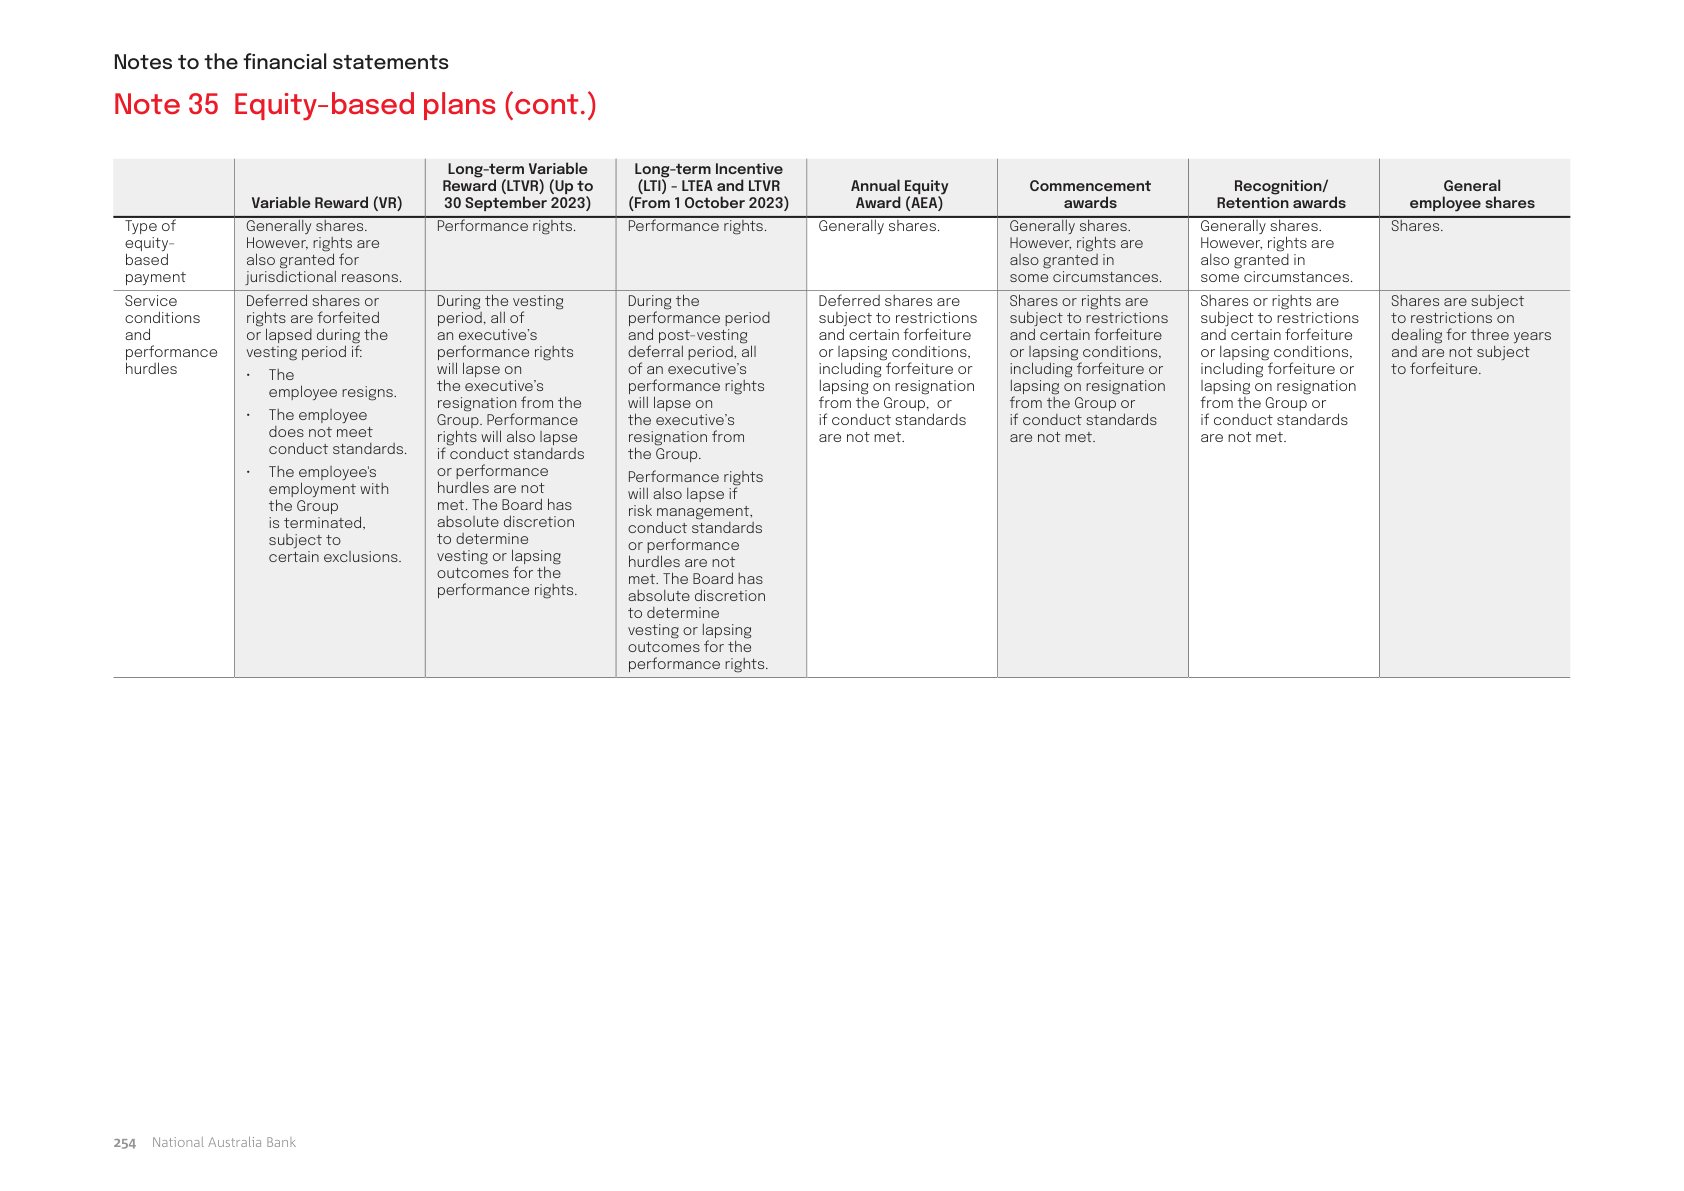 Notes to the financial statements
Note 35 Equity-based plans (cont.)
Variable Reward (VR)
Long-term Variable
Reward (LTVR) (Up to
30 September 2023)
Long-term Incentive
(LTI) - LTEA and LTVR
(From 1 October 2023)
Annual Equity
Award (AEA)
Commencement
awards
Recognition/
Retention awards
General
employee shares
Type of
equity-
based
payment
Generally shares.
However, rights are
also granted for
jurisdictional reasons.
Performance rights.
Performance rights.
Generally shares.
Generally shares.
However, rights are
also granted in
some circumstances.
Generally shares.
However, rights are
also granted in
some circumstances.
Shares.
Service
conditions
and
performance
hurdles
Deferred shares or
rights are forfeited
or lapsed during the
vesting period if:
• The
employee resigns.
• The employee
does not meet
conduct standards.
• The employee's
employment with
the Group
is terminated,
subject to
certain exclusions.
During the vesting
period, all of
an executive’s
performance rights
will lapse on
the executive’s
resignation from the
Group. Performance
rights will also lapse
if conduct standards
or performance
hurdles are not
met. The Board has
absolute discretion
to determine
vesting or lapsing
outcomes for the
performance rights.
During the
performance period
and post-vesting
deferral period, all
of an executive’s
performance rights
will lapse on
the executive’s
resignation from
the Group.
Performance rights
will also lapse if
risk management,
conduct standards
or performance
hurdles are not
met. The Board has
absolute discretion
to determine
vesting or lapsing
outcomes for the
performance rights.
Deferred shares are
subject to restrictions
and certain forfeiture
or lapsing conditions,
including forfeiture or
lapsing on resignation
from the Group, or
if conduct standards
are not met.
Shares or rights are
subject to restrictions
and certain forfeiture
or lapsing conditions,
including forfeiture or
lapsing on resignation
from the Group or
if conduct standards
are not met.
Shares or rights are
subject to restrictions
and certain forfeiture
or lapsing conditions,
including forfeiture or
lapsing on resignation
from the Group or
if conduct standards
are not met.
Shares are subject
to restrictions on
dealing for three years
and are not subject
to forfeiture.
254 National Australia Bank